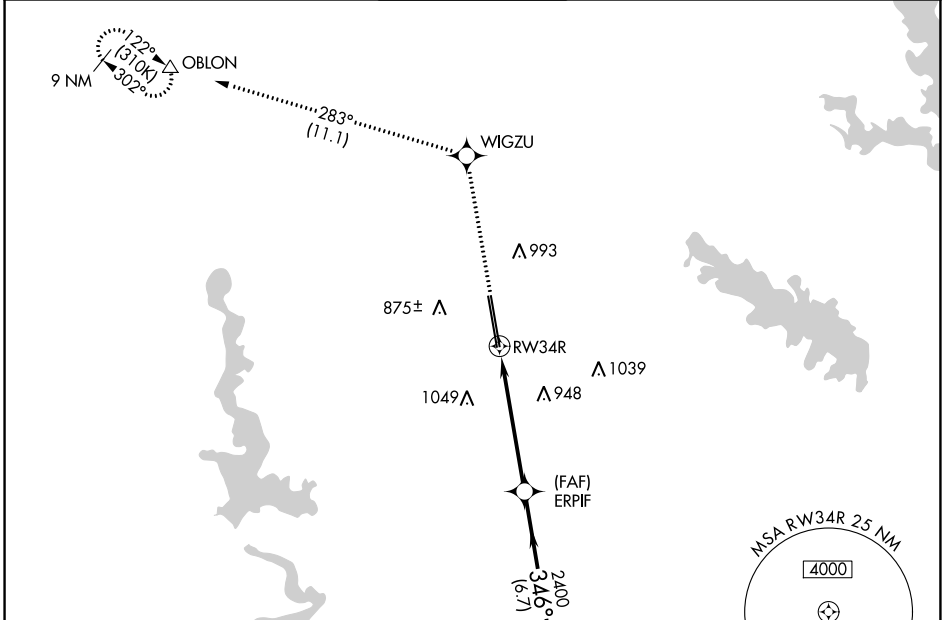 122°
(310K)
302°
9 NM
OBLON
283°
(11.1)
WIGZU
993
875±
RW34R
1039
1049
948
(FAF)
ERPIF
2400
346°
(6.7)
MSA RW34R 25 NM
4000